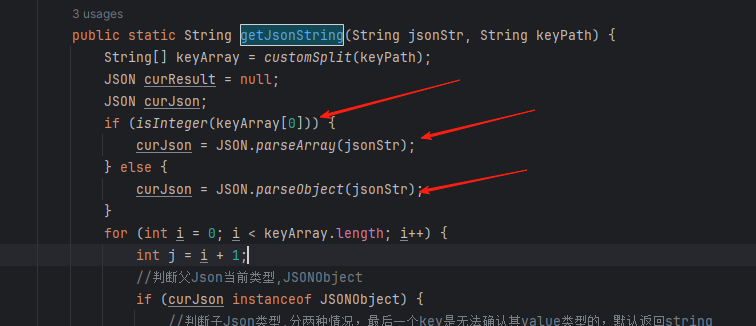 3 usages
public static String getJsonString(String jsonStr, String keyPath) {
String[] keyArray = customSplit(keyPath);
JSON curResult = null;
JSON curJson;
if (isInteger(keyArray[0])) {
curJson = JSON.parseArray(jsonStr);
} else {
curJson = JSON.parseObject(jsonStr);
}
for (int i = 0; i < keyArray.length; i++) {
int j = i + 1;
//判断父Json当前类型,JSONObject
if (curJson instanceof JSONObject) {
//判断子Json类型,分两种情况，最后一个key是无法确认其value类型的，默认返回string